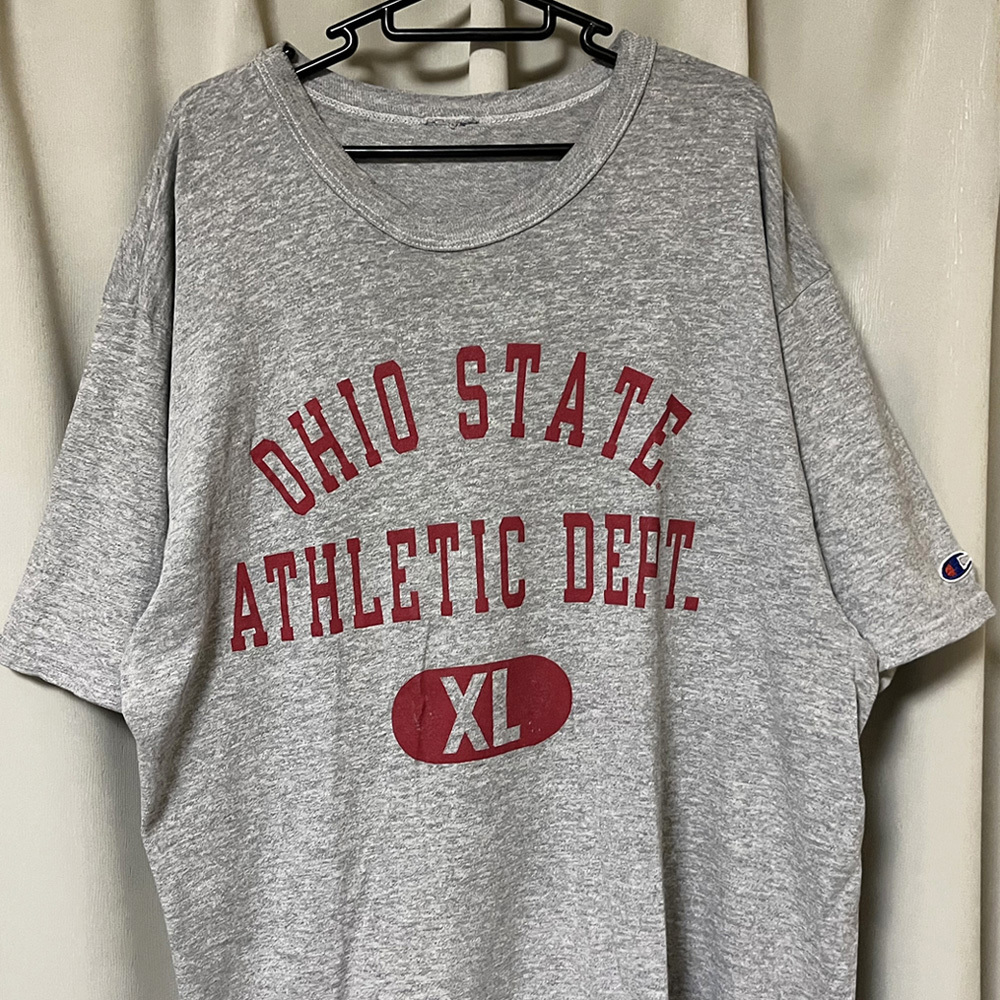 OHIO STATE
ATHLETIC DEPT.
XL